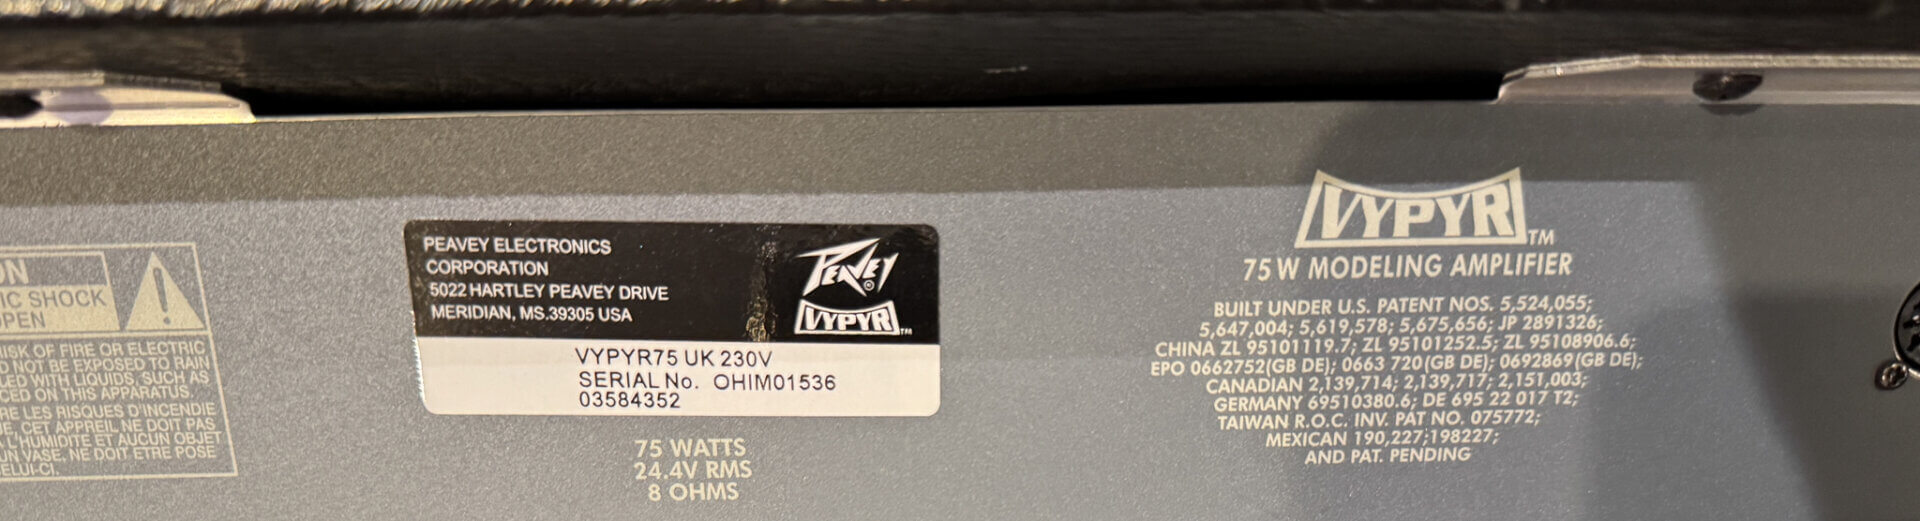 ON
IC SHOCK
OPEN
ISK OF FIRE OR ELECTRIC
NOT BE EXPOSED TO RAIN
LED WITH LIQUIDS, SUCH AS
CED ON THIS APPARATUS.
RE LES RISQUES D'INCENDIE
E, CET APPREIL NE DOIT PAS
L'HUMIDITE ET AUCUN OBJET
UN VASE, NE DOIT ETRE POSE
ELUI-CI.
PEAVEY ELECTRONICS
CORPORATION
5022 HARTLEY PEAVEY DRIVE
MERIDIAN, MS.39305 USA
PEAVEY®
VYPYR™
VYPYR75 UK 230V
SERIAL No. OHIM01536
03584352
75 WATTS
24.4V RMS
8 OHMS
VYPYR™
75 W MODELING AMPLIFIER
BUILT UNDER U.S. PATENT NOS. 5,524,055;
5,647,004; 5,619,578; 5,675,656; JP 2891326;
CHINA ZL 95101119.7; ZL 95101252.5; ZL 95108906.6;
EPO 0662752(GB DE); 0663 720(GB DE); 0692869(GB DE);
CANADIAN 2,139,714; 2,139,717; 2,151,003;
GERMANY 69510380.6; DE 695 22 017 T2;
TAIWAN R.O.C. INV. PAT NO. 075772;
MEXICAN 190,227;198227;
AND PAT. PENDING